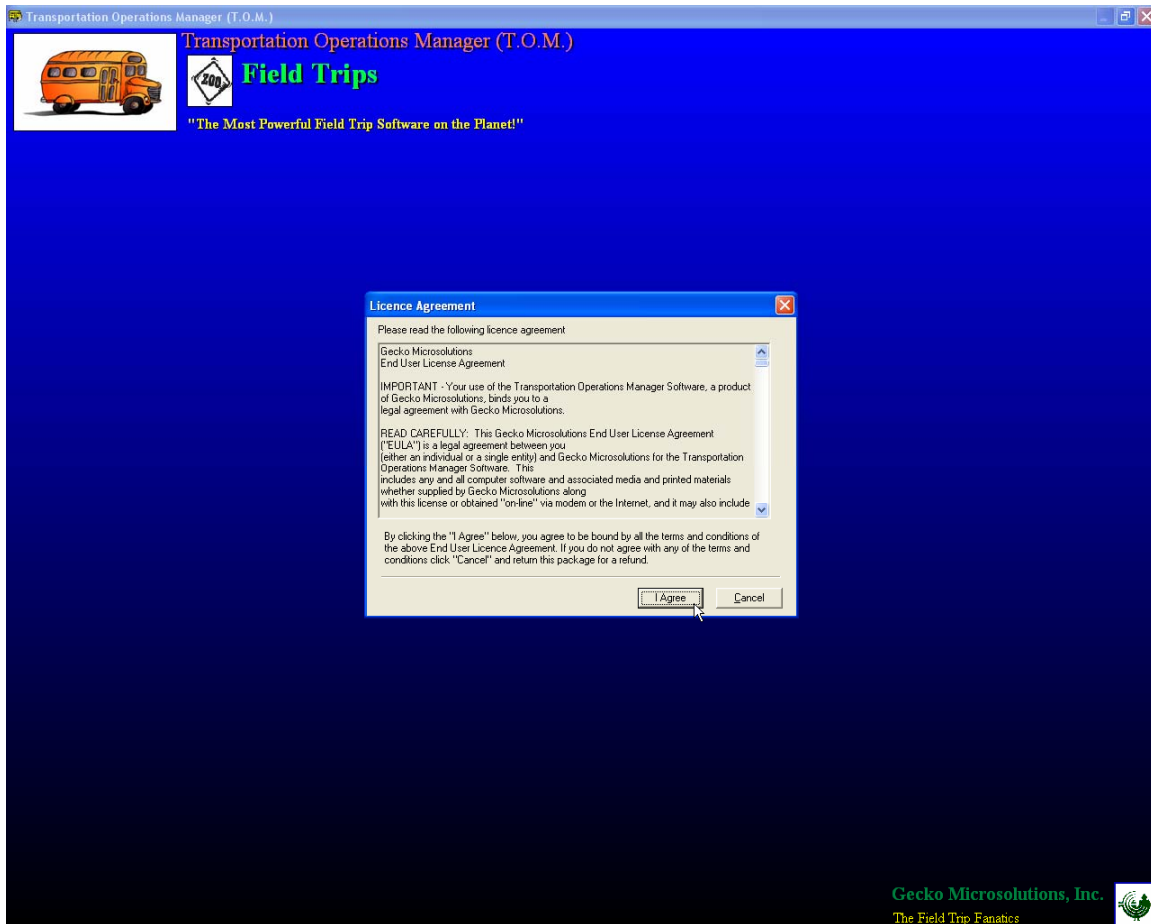 Transportation Operations Manager (T.O.M.)
Transportation Operations Manager (T.O.M.)
ZOO
Field Trips
"The Most Powerful Field Trip Software on the Planet!"
Licence Agreement
Please read the following licence agreement
Gecko Microsolutions
End User License Agreement
IMPORTANT - Your use of the Transportation Operations Manager Software, a product
of Gecko Microsolutions, binds you to a
legal agreement with Gecko Microsolutions.
READ CAREFULLY: This Gecko Microsolutions End User License Agreement
("EULA") is a legal agreement between you
(either an individual or a single entity) and Gecko Microsolutions for the Transportation
Operations Manager Software. This
includes any and all computer software and associated media and printed materials
whether supplied by Gecko Microsolutions along
with this license or obtained "on-line" via modem or the Internet, and it may also include
By clicking the "I Agree" below, you agree to be bound by all the terms and conditions of
the above End User Licence Agreement. If you do not agree with any of the terms and
conditions click "Cancel" and return this package for a refund.
I Agree
Cancel
Gecko Microsolutions, Inc.
The Field Trip Fanatics